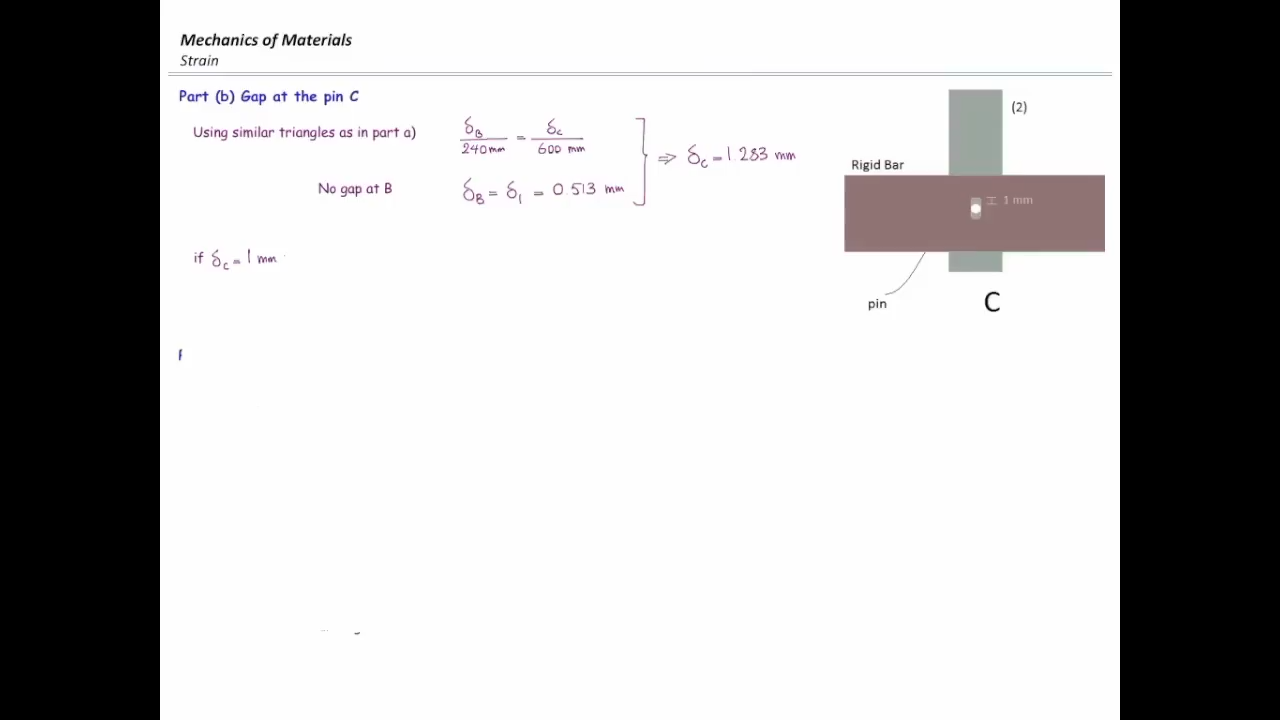 Mechanics of Materials
Strain
Part (b) Gap at the pin C
Using similar triangles as in part a)
δB / 240 mm = δc / 600 mm
No gap at B
δB = δ1 = 0.513 mm
⇒ δc = 1.283 mm
if δc = 1 mm
(2)
Rigid Bar
1 mm
pin
C